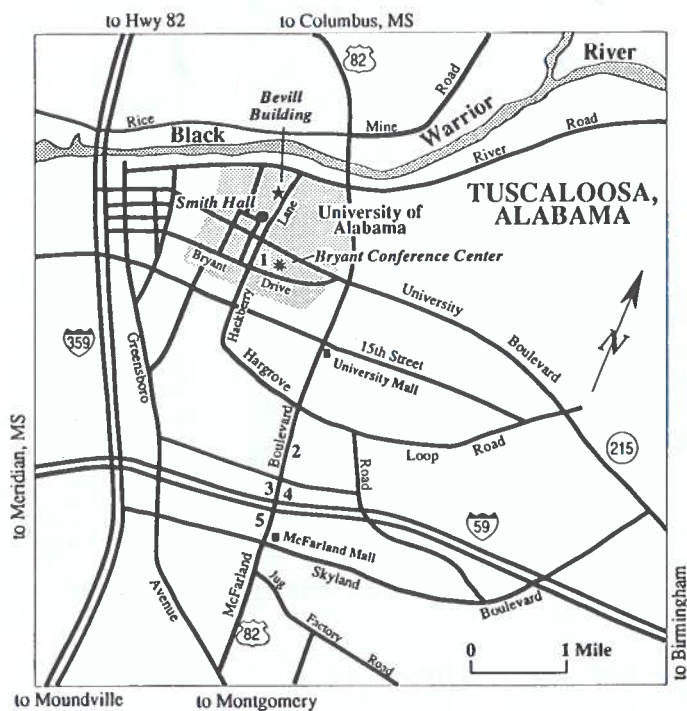 to Hwy 82
to Columbus, MS
82
Road
River
Bevill
Building
Rice
Black
Mine
Warrior
River
Road
Smith Hall
Lane
University of
Alabama
TUSCALOOSA,
ALABAMA
1
Bryant Conference Center
Bryant
Drive
University
Boulevard
Hackberry
N
359
Greensboro
15th Street
University Mall
Hargrove
Boulevard
2
Loop
Road
Road
215
to Meridian, MS
3
4
5
59
McFarland Mall
Skyland
Boulevard
McFarland
Jug
Factory
Road
Avenue
82
0
1 Mile
to Birmingham
to Moundville
to Montgomery